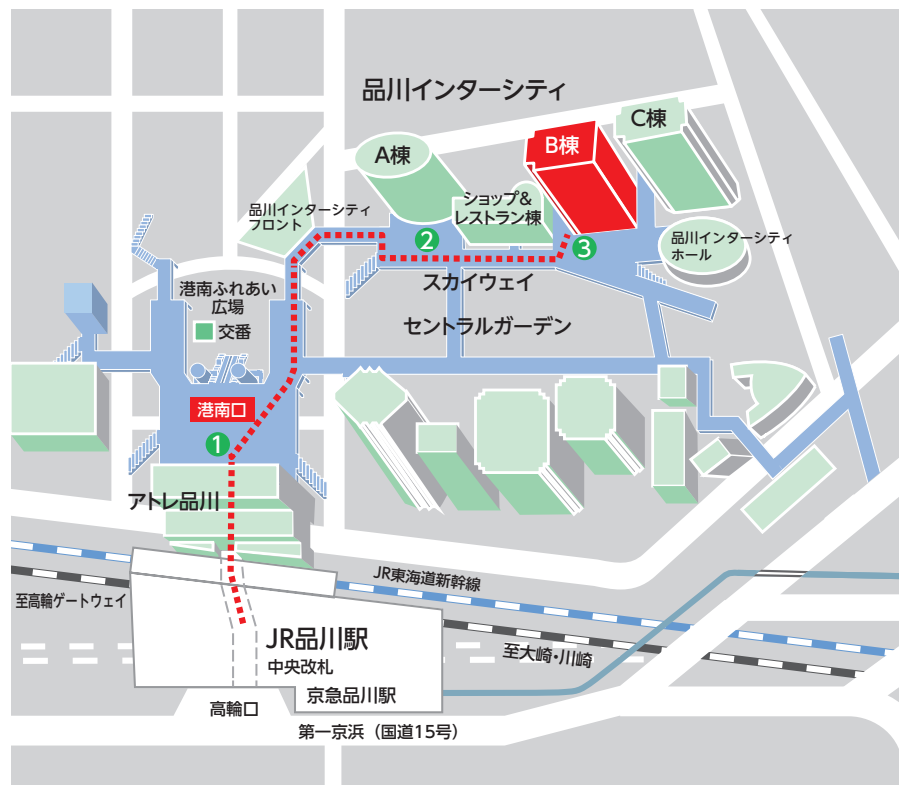 品川インターシティ
C棟
B棟
A棟
ショップ&
レストラン棟
品川インターシティ
フロント
2
3
品川インターシティ
ホール
スカイウェイ
港南ふれあい
広場
交番
セントラルガーデン
港南口
1
アトレ品川
JR東海道新幹線
至高輪ゲートウェイ
JR品川駅
中央改札
至大崎・川崎
京急品川駅
高輪口
第一京浜（国道15号）